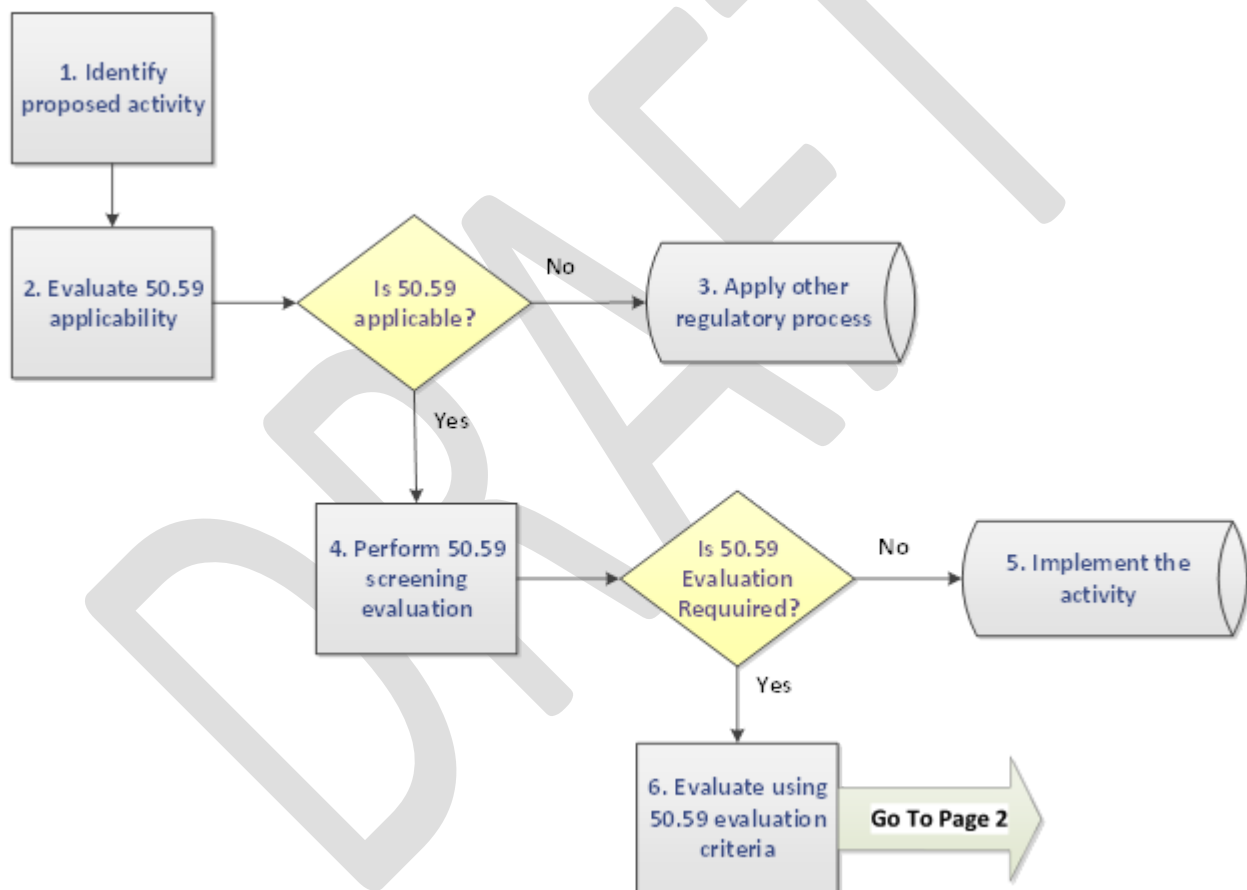 1. Identify
proposed activity
2. Evaluate 50.59
applicability
Is 50.59
applicable?
No
3. Apply other
regulatory process
Yes
4. Perform 50.59
screening
evaluation
Is 50.59
Evaluation
Requuired?
No
5. Implement the
activity
Yes
6. Evaluate using
50.59 evaluation
criteria
Go To Page 2
DRAFT